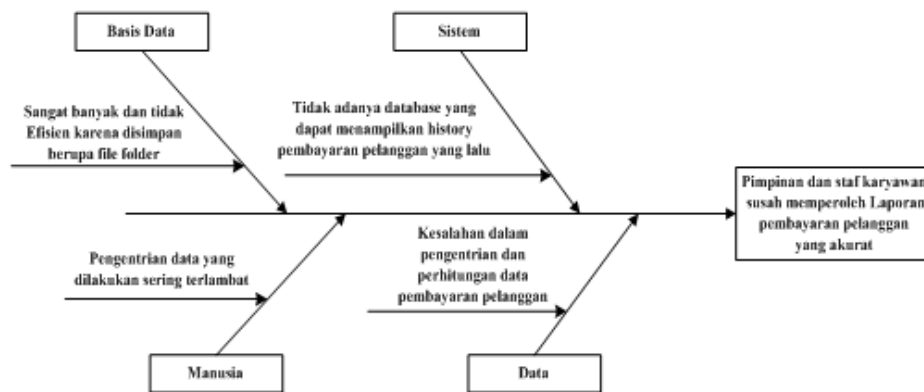 Basis Data
Sistem
Sangat banyak dan tidak
Efisien karena disimpan
berupa file folder
Tidak adanya database yang
dapat menampilkan history
pembayaran pelanggan yang lalu
Pimpinan dan staf karyawan
susah memperoleh Laporan
pembayaran pelanggan
yang akurat
Pengentrian data yang
dilakukan sering terlambat
Kesalahan dalam
pengentrian dan
perhitungan data
pembayaran pelanggan
Manusia
Data